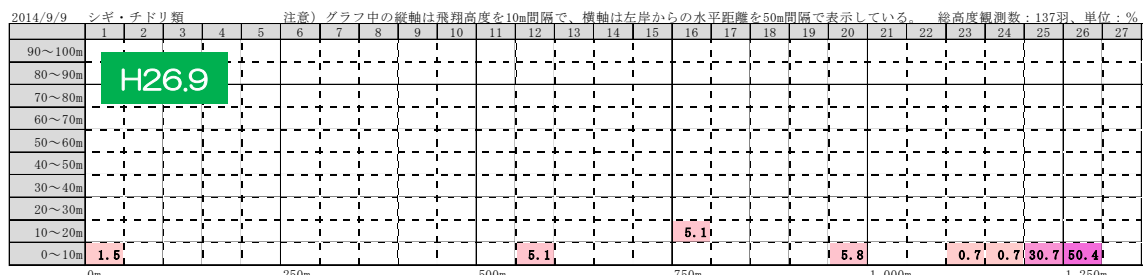 2014/9/9 シギ・チドリ類 注意）グラフ中の縦軸は飛翔高度を10m間隔で、横軸は左岸からの水平距離を50m間隔で表示している。 総高度観測数：137羽、単位：%
1 2 3 4 5 6 7 8 9 10 11 12 13 14 15 16 17 18 19 20 21 22 23 24 25 26 27
90～100m
H26.9
80～90m
70～80m
60～70m
50～60m
40～50m
30～40m
20～30m
10～20m 5.1
0～10m 1.5 5.1 5.8 0.7 0.7 30.7 50.4
0m 250m 500m 750m 1,000m 1,250m